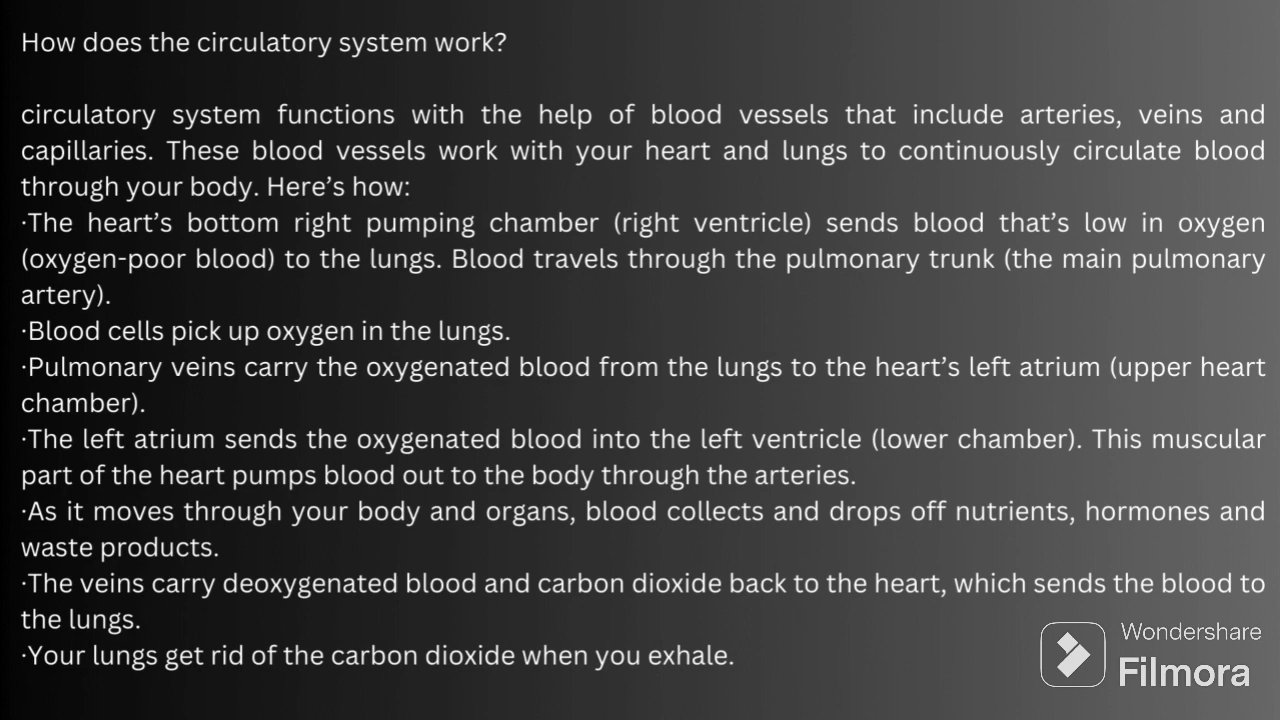 How does the circulatory system work?
circulatory system functions with the help of blood vessels that include arteries, veins and
capillaries. These blood vessels work with your heart and lungs to continuously circulate blood
through your body. Here’s how:
·The heart’s bottom right pumping chamber (right ventricle) sends blood that’s low in oxygen
(oxygen-poor blood) to the lungs. Blood travels through the pulmonary trunk (the main pulmonary
artery).
·Blood cells pick up oxygen in the lungs.
·Pulmonary veins carry the oxygenated blood from the lungs to the heart’s left atrium (upper heart
chamber).
·The left atrium sends the oxygenated blood into the left ventricle (lower chamber). This muscular
part of the heart pumps blood out to the body through the arteries.
·As it moves through your body and organs, blood collects and drops off nutrients, hormones and
waste products.
·The veins carry deoxygenated blood and carbon dioxide back to the heart, which sends the blood to
the lungs.
·Your lungs get rid of the carbon dioxide when you exhale.
Wondershare
Filmora